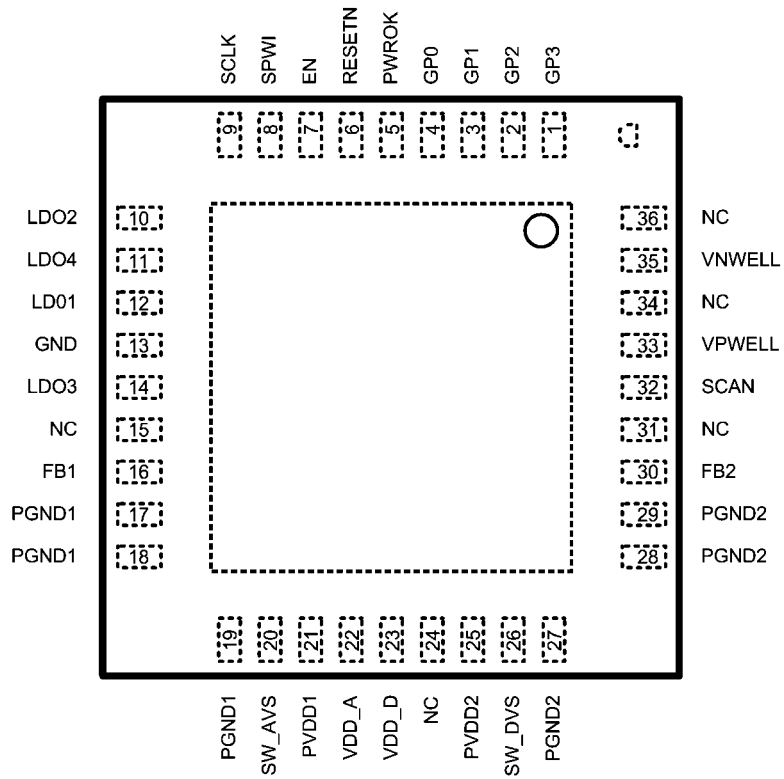 SCLK SPWI EN RESETN PWROK GP0 GP1 GP2 GP3
9 8 7 6 5 4 3 2 1
LDO2 10 36 NC
LDO4 11 35 VNWELL
LD01 12 34 NC
GND 13 33 VPWELL
LDO3 14 32 SCAN
NC 15 31 NC
FB1 16 30 FB2
PGND1 17 29 PGND2
PGND1 18 28 PGND2
19 20 21 22 23 24 25 26 27
PGND1 SW_AVS PVDD1 VDD_A VDD_D NC PVDD2 SW_DVS PGND2